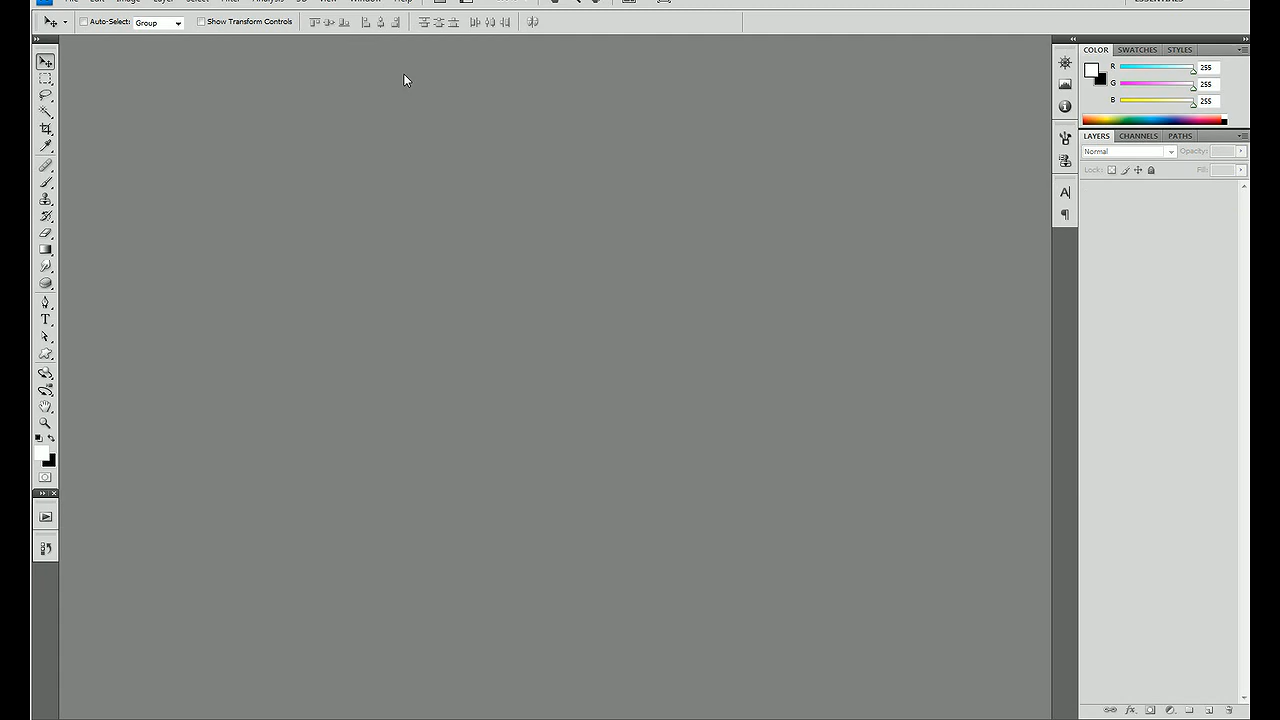 File Edit Image Layer Select Filter Analysis 3D View Window Help ESSENTIALS
Auto-Select: Group Show Transform Controls
COLOR SWATCHES STYLES
R 255
G 255
B 255
LAYERS CHANNELS PATHS
Normal Opacity:
Lock: Fill:
A
T